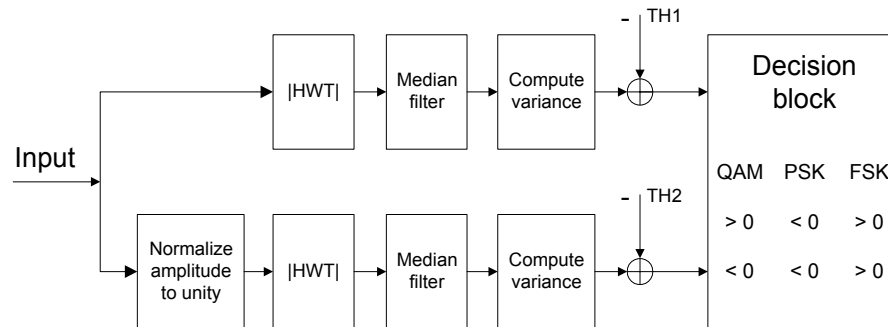 Input
|HWT|
Median
filter
Compute
variance
- TH1
Normalize
amplitude
to unity
|HWT|
Median
filter
Compute
variance
- TH2
Decision
block
QAM PSK FSK
> 0 < 0 > 0
< 0 < 0 > 0